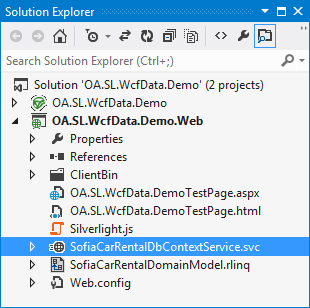 Solution Explorer
Search Solution Explorer (Ctrl+;)
Solution 'OA.SL.WcfData.Demo' (2 projects)
OA.SL.WcfData.Demo
OA.SL.WcfData.Demo.Web
Properties
References
ClientBin
OA.SL.WcfData.DemoTestPage.aspx
OA.SL.WcfData.DemoTestPage.html
Silverlight.js
SofiaCarRentalDbContextService.svc
SofiaCarRentalDomainModel.rlinq
Web.config